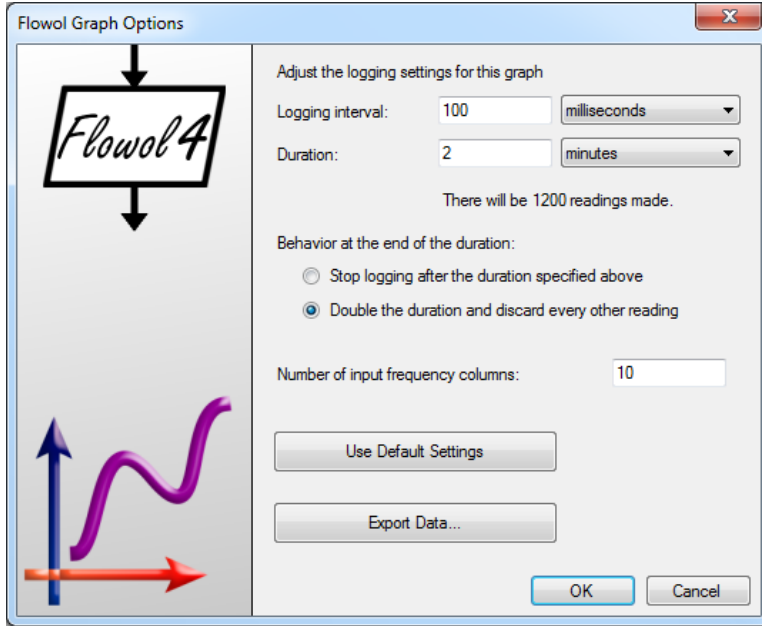 Flowol Graph Options
Flowol 4
Adjust the logging settings for this graph
Logging interval: 100 milliseconds
Duration: 2 minutes
There will be 1200 readings made.
Behavior at the end of the duration:
Stop logging after the duration specified above
Double the duration and discard every other reading
Number of input frequency columns: 10
Use Default Settings
Export Data...
OK Cancel